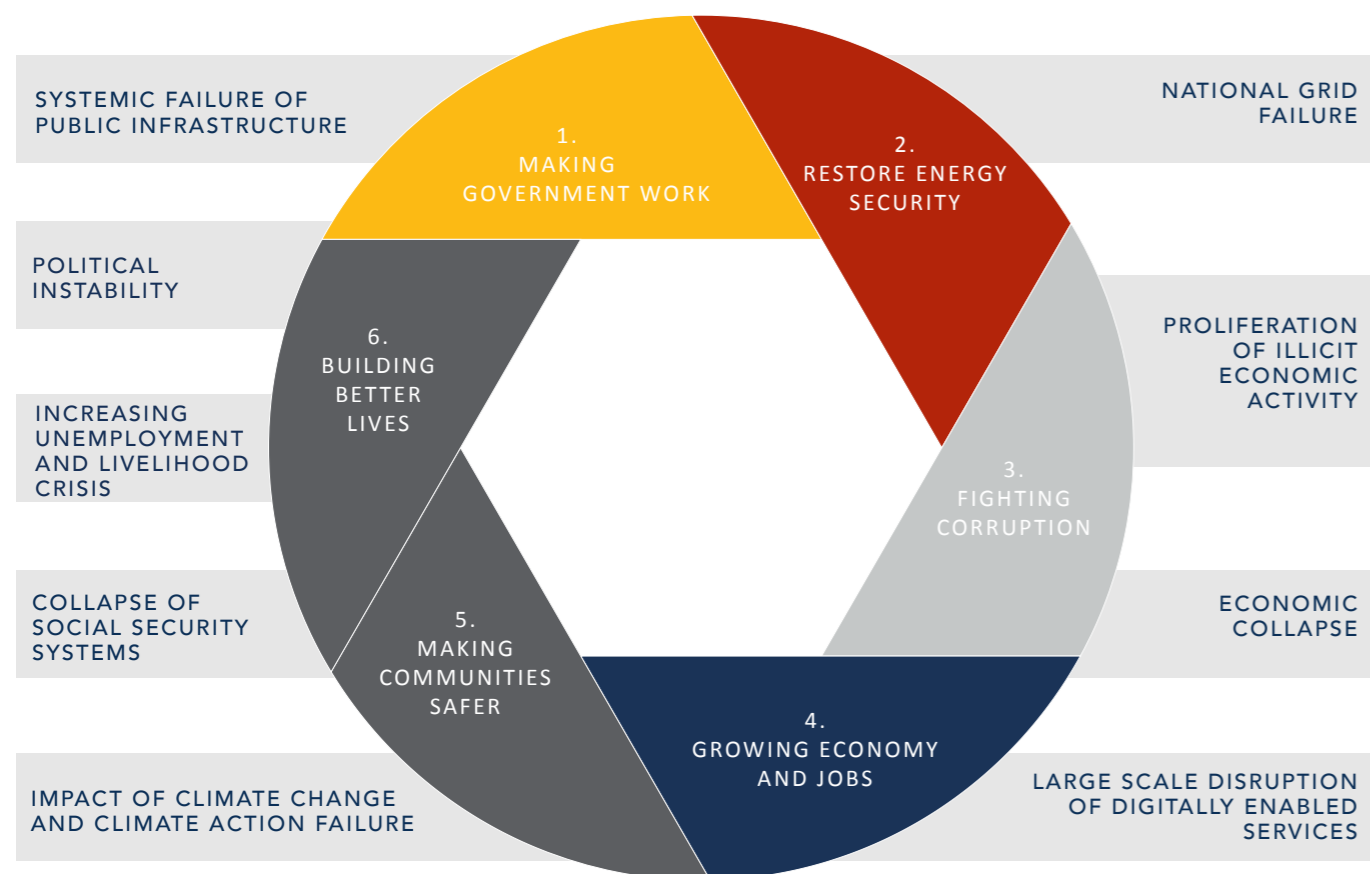 SYSTEMIC FAILURE OF
PUBLIC INFRASTRUCTURE
POLITICAL
INSTABILITY
INCREASING
UNEMPLOYMENT
AND LIVELIHOOD
CRISIS
COLLAPSE OF
SOCIAL SECURITY
SYSTEMS
IMPACT OF CLIMATE CHANGE
AND CLIMATE ACTION FAILURE
1.
MAKING
GOVERNMENT WORK
2.
RESTORE ENERGY
SECURITY
3.
FIGHTING
CORRUPTION
4.
GROWING ECONOMY
AND JOBS
5.
MAKING
COMMUNITIES
SAFER
6.
BUILDING
BETTER
LIVES
NATIONAL GRID
FAILURE
PROLIFERATION
OF ILLICIT
ECONOMIC
ACTIVITY
ECONOMIC
COLLAPSE
LARGE SCALE DISRUPTION
OF DIGITALLY ENABLED
SERVICES